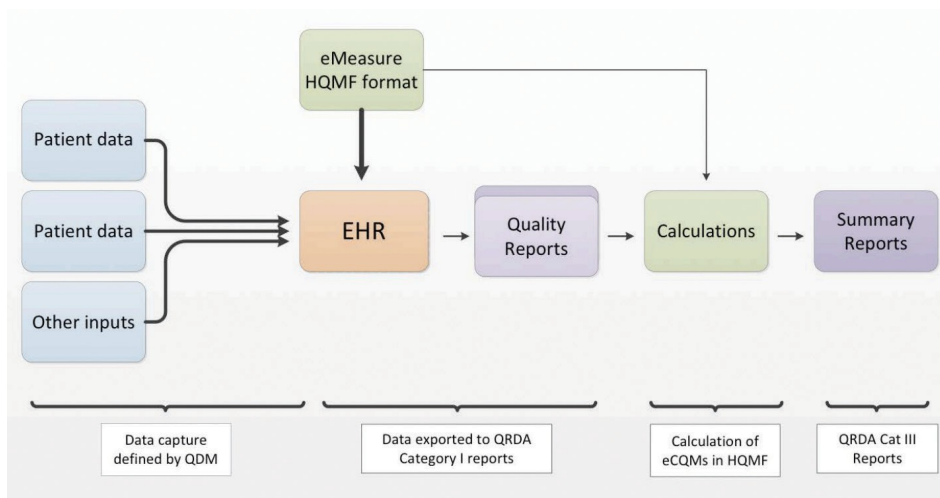 eMeasure
HQMF format
Patient data
Patient data
Other inputs
EHR
Quality
Reports
Calculations
Summary
Reports
Data capture
defined by QDM
Data exported to QRDA
Category I reports
Calculation of
eCQMs in HQMF
QRDA Cat III
Reports